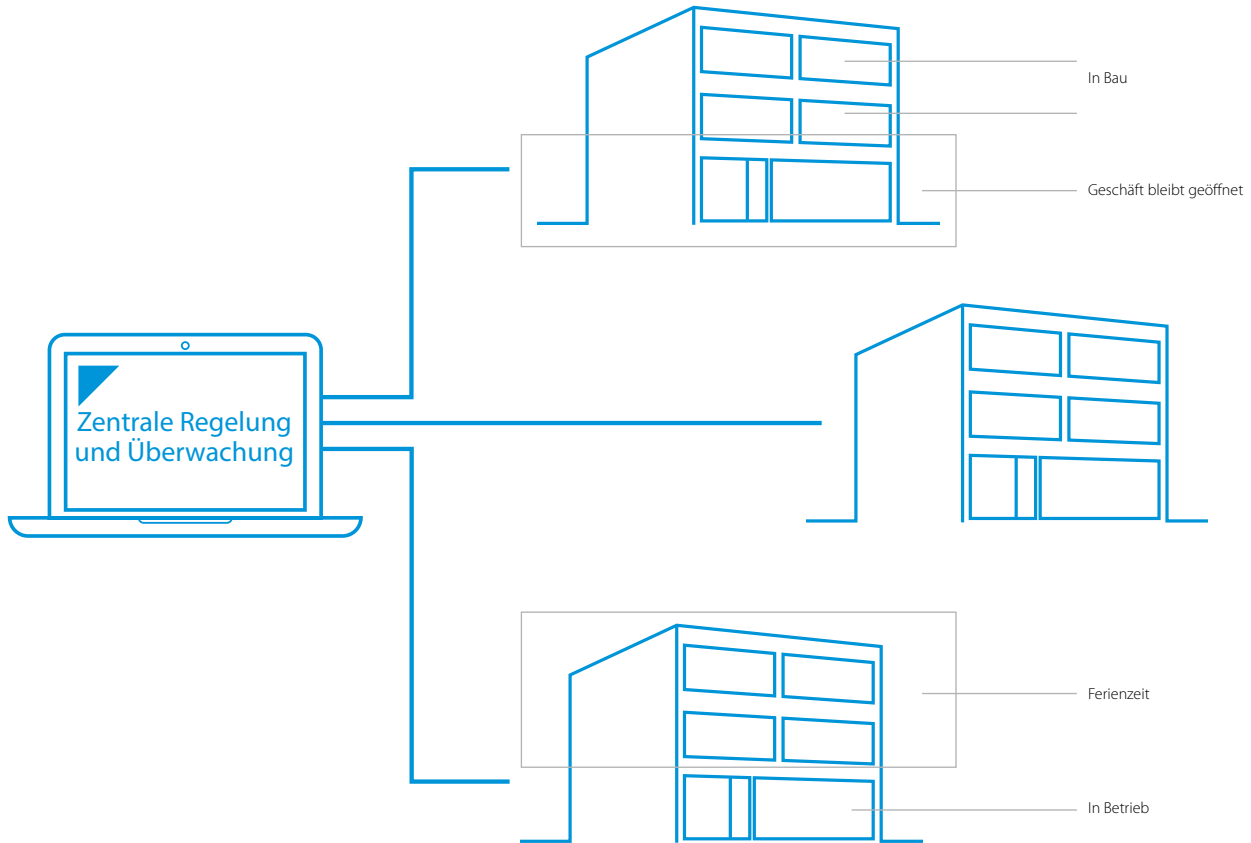 In Bau
Geschäft bleibt geöffnet
Zentrale Regelung
und Überwachung
Ferienzeit
In Betrieb